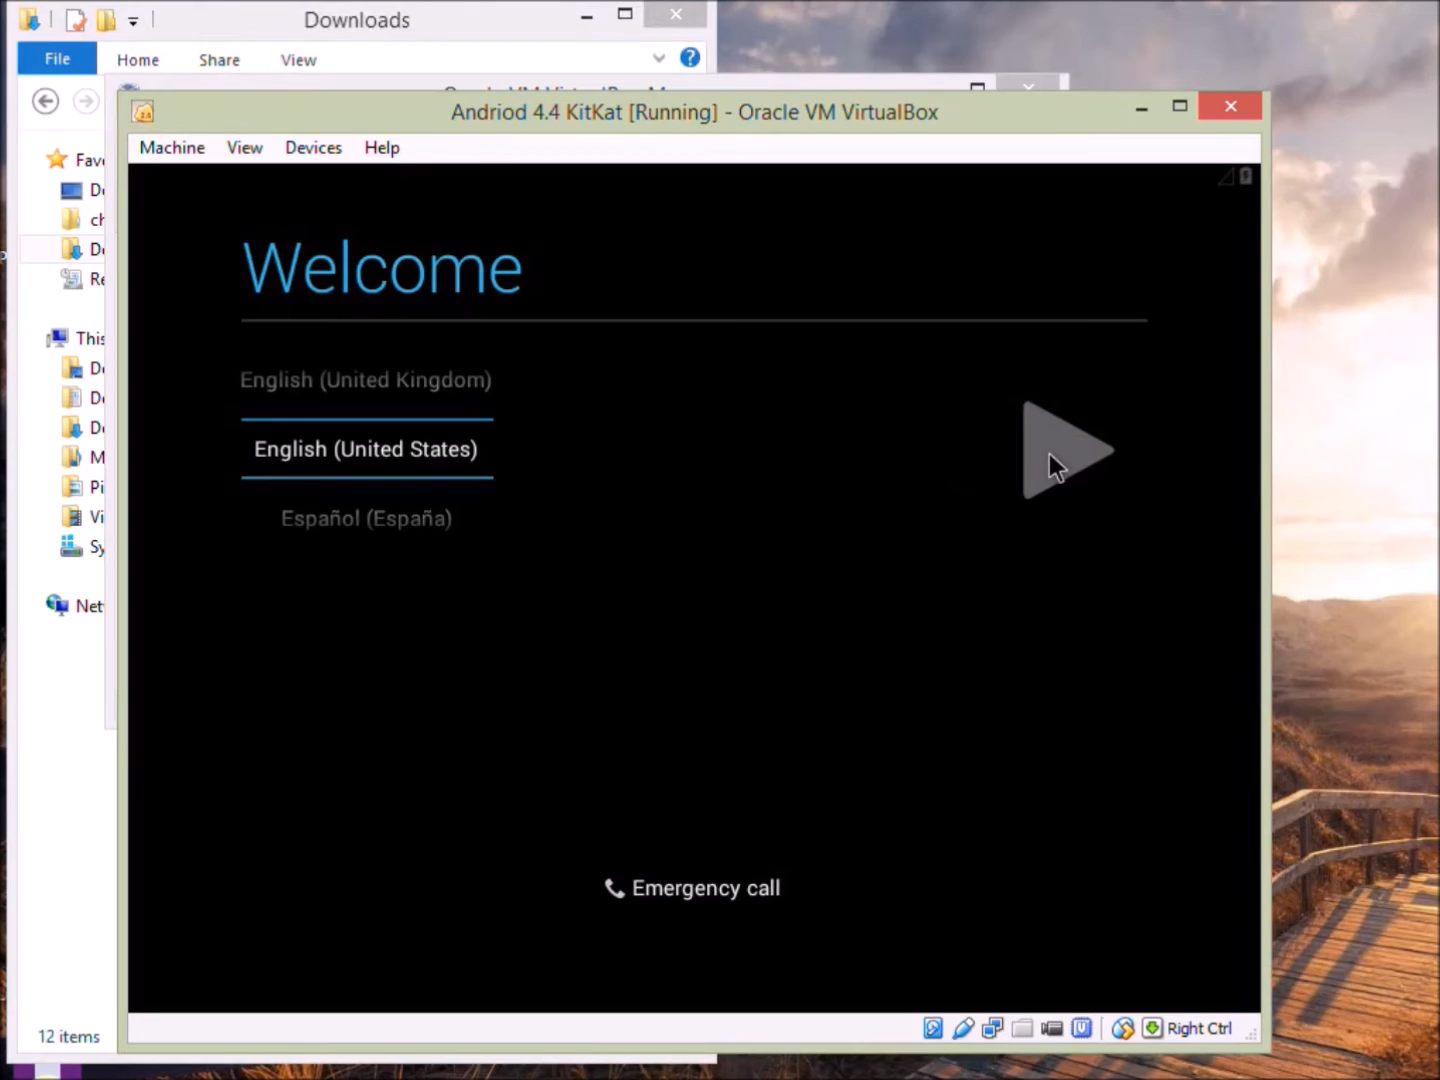 Downloads
File
Home
Share
View
Andriod 4.4 KitKat [Running] - Oracle VM VirtualBox
Machine
View
Devices
Help
Welcome
English (United Kingdom)
English (United States)
Español (España)
Emergency call
This
12 items
Right Ctrl